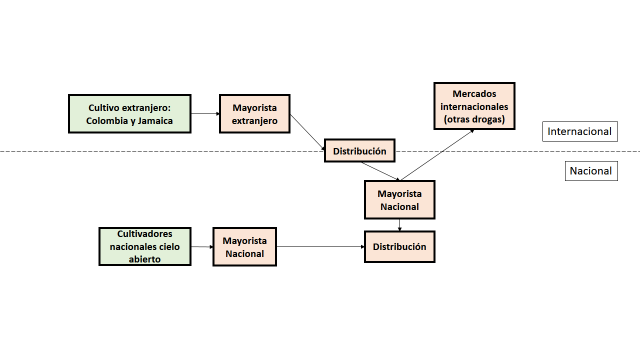 Cultivo extranjero:
Colombia y Jamaica
Mayorista
extranjero
Mercados
internacionales
(otras drogas)
Internacional
Distribución
Nacional
Mayorista
Nacional
Cultivadores
nacionales cielo
abierto
Mayorista
Nacional
Distribución